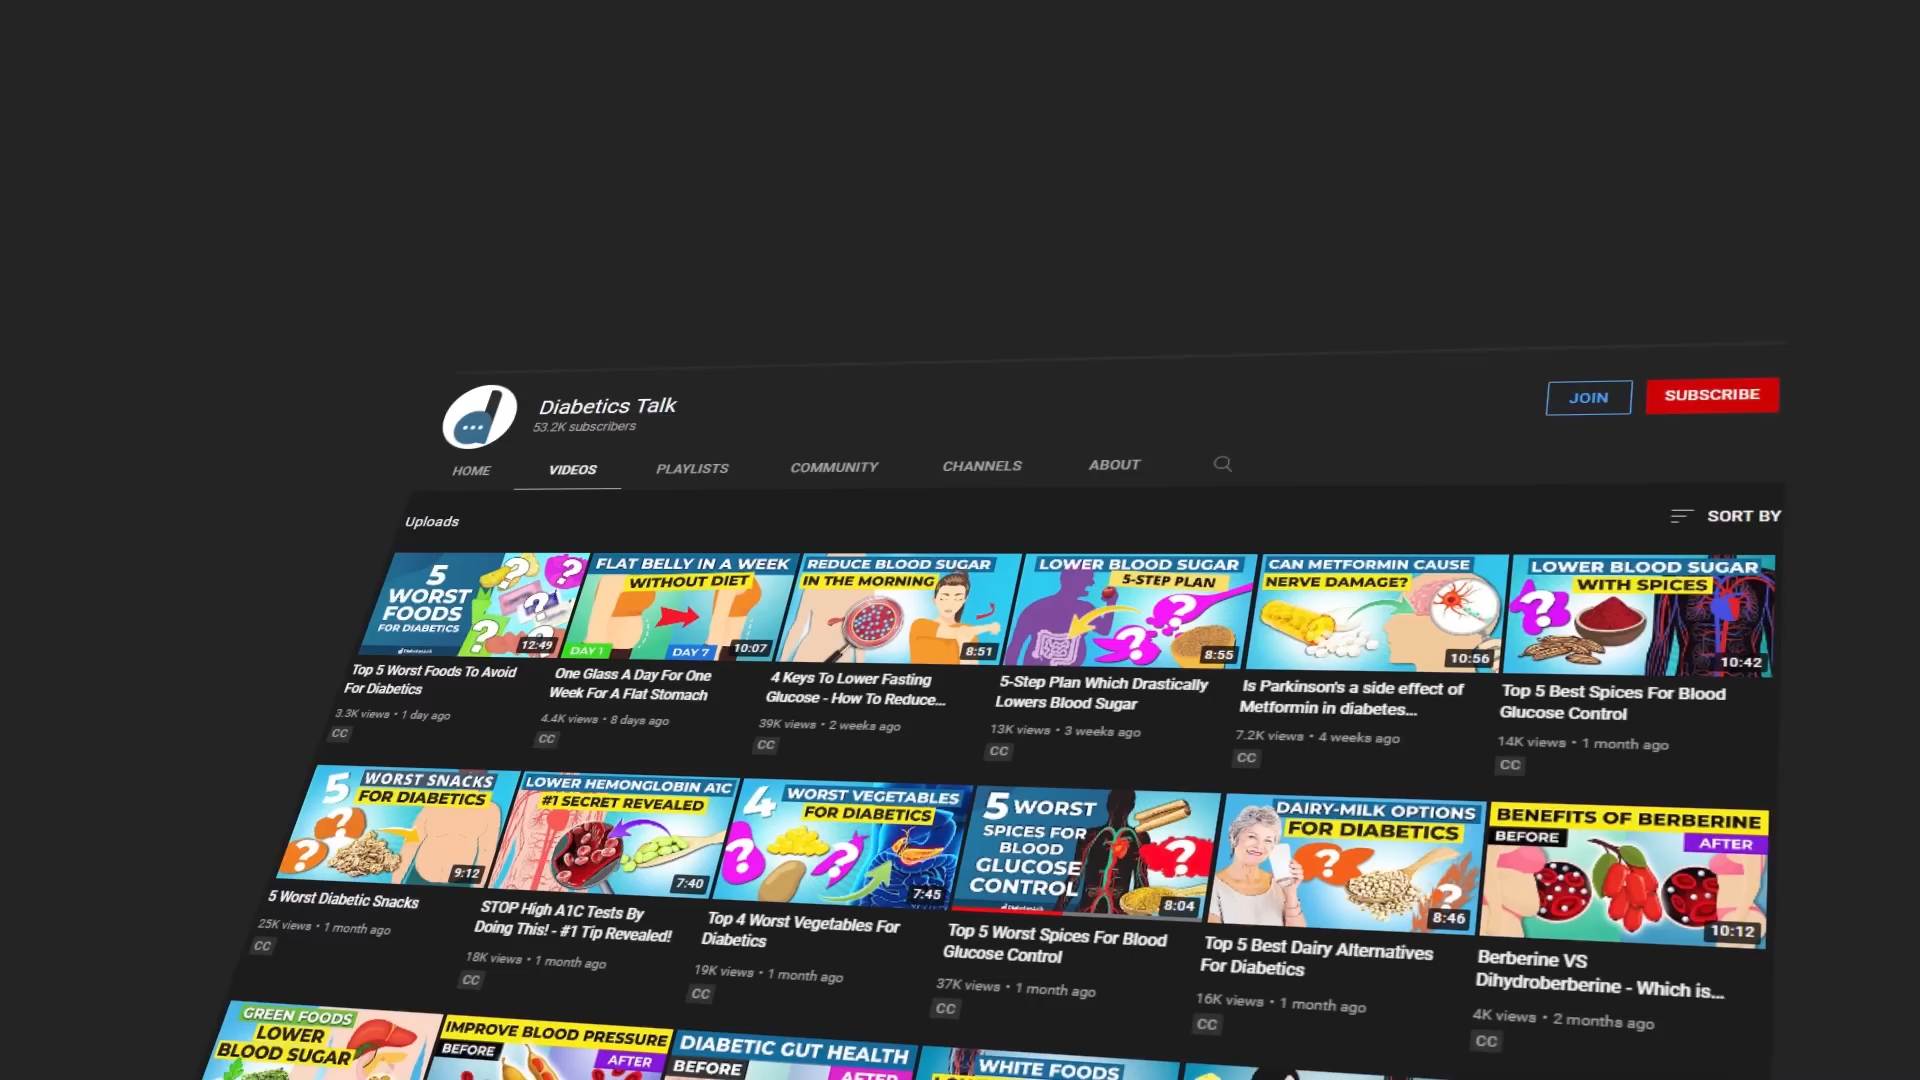 Diabetics Talk
53.2K subscribers
JOIN
SUBSCRIBE
HOME
VIDEOS
PLAYLISTS
COMMUNITY
CHANNELS
ABOUT
Uploads
SORT BY
5
WORST
FOODS
FOR DIABETICS
12:49
FLAT BELLY IN A WEEK
WITHOUT DIET
DAY 1
DAY 7
10:07
REDUCE BLOOD SUGAR
IN THE MORNING
8:51
LOWER BLOOD SUGAR
5-STEP PLAN
8:55
CAN METFORMIN CAUSE
NERVE DAMAGE?
10:56
LOWER BLOOD SUGAR
WITH SPICES
10:42
Top 5 Worst Foods To Avoid
For Diabetics
3.3K views • 1 day ago
CC
One Glass A Day For One
Week For A Flat Stomach
4.4K views • 8 days ago
CC
4 Keys To Lower Fasting
Glucose - How To Reduce...
39K views • 2 weeks ago
CC
5-Step Plan Which Drastically
Lowers Blood Sugar
13K views • 3 weeks ago
CC
Is Parkinson's a side effect of
Metformin in diabetes...
7.2K views • 4 weeks ago
CC
Top 5 Best Spices For Blood
Glucose Control
14K views • 1 month ago
CC
5 WORST SNACKS
FOR DIABETICS
9:12
LOWER HEMONGLOBIN A1C
#1 SECRET REVEALED
7:40
4 WORST VEGETABLES
FOR DIABETICS
7:45
5 WORST
SPICES FOR
BLOOD
GLUCOSE
CONTROL
8:04
DAIRY-MILK OPTIONS
FOR DIABETICS
8:46
BENEFITS OF BERBERINE
BEFORE
AFTER
10:12
5 Worst Diabetic Snacks
25K views • 1 month ago
CC
STOP High A1C Tests By
Doing This! - #1 Tip Revealed!
18K views • 1 month ago
CC
Top 4 Worst Vegetables For
Diabetics
19K views • 1 month ago
CC
Top 5 Worst Spices For Blood
Glucose Control
37K views • 1 month ago
CC
Top 5 Best Dairy Alternatives
For Diabetics
16K views • 1 month ago
CC
Berberine VS
Dihydroberberine - Which is...
4K views • 2 months ago
CC
GREEN FOODS
LOWER
BLOOD SUGAR
IMPROVE BLOOD PRESSURE
BEFORE
AFTER
DIABETIC GUT HEALTH
BEFORE
AFTER
WHITE FOODS